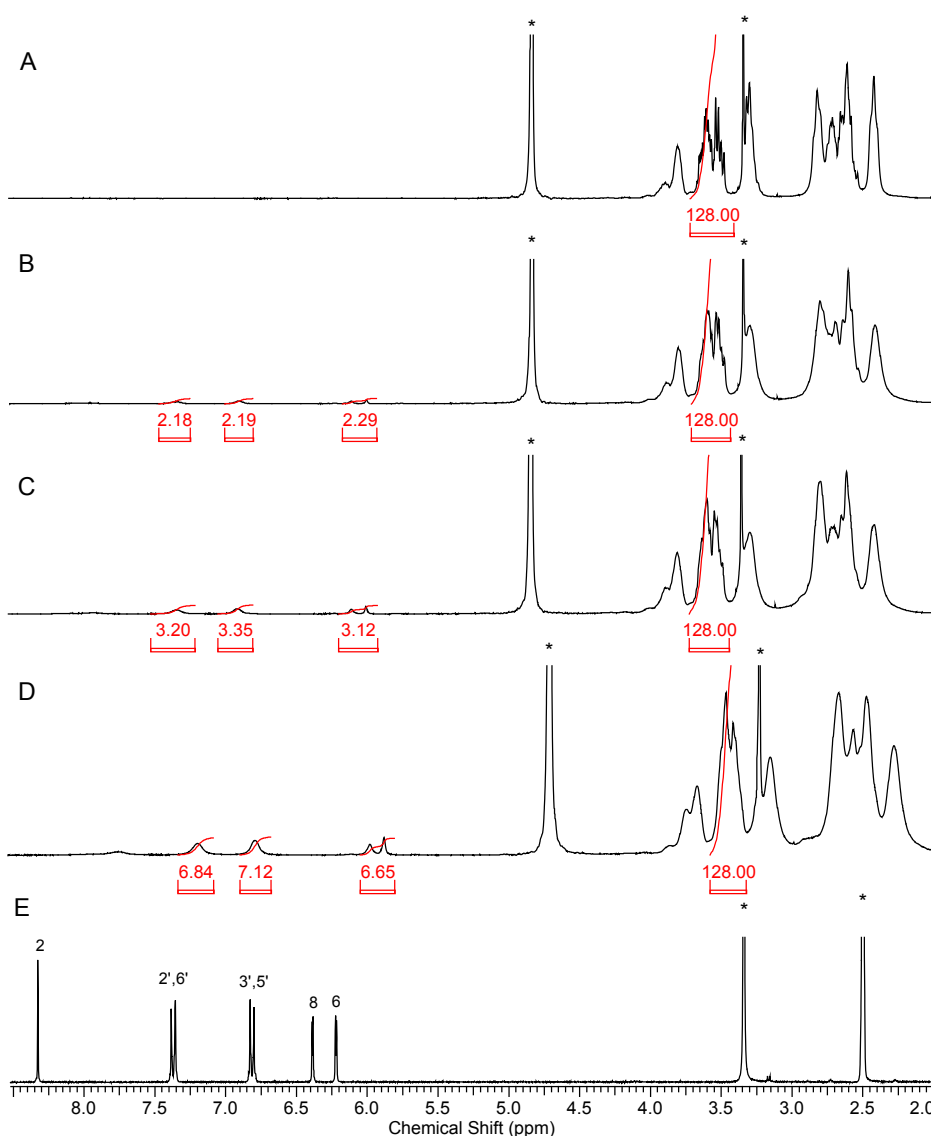 * *
A
128.00
* *
B
2.18 2.19 2.29 128.00
* *
C
3.20 3.35 3.12 128.00
* *
D
6.84 7.12 6.65 128.00
* *
E
2
2',6' 3',5'
8 6
8.0 7.5 7.0 6.5 6.0 5.5 5.0 4.5 4.0 3.5 3.0 2.5 2.0
Chemical Shift (ppm)